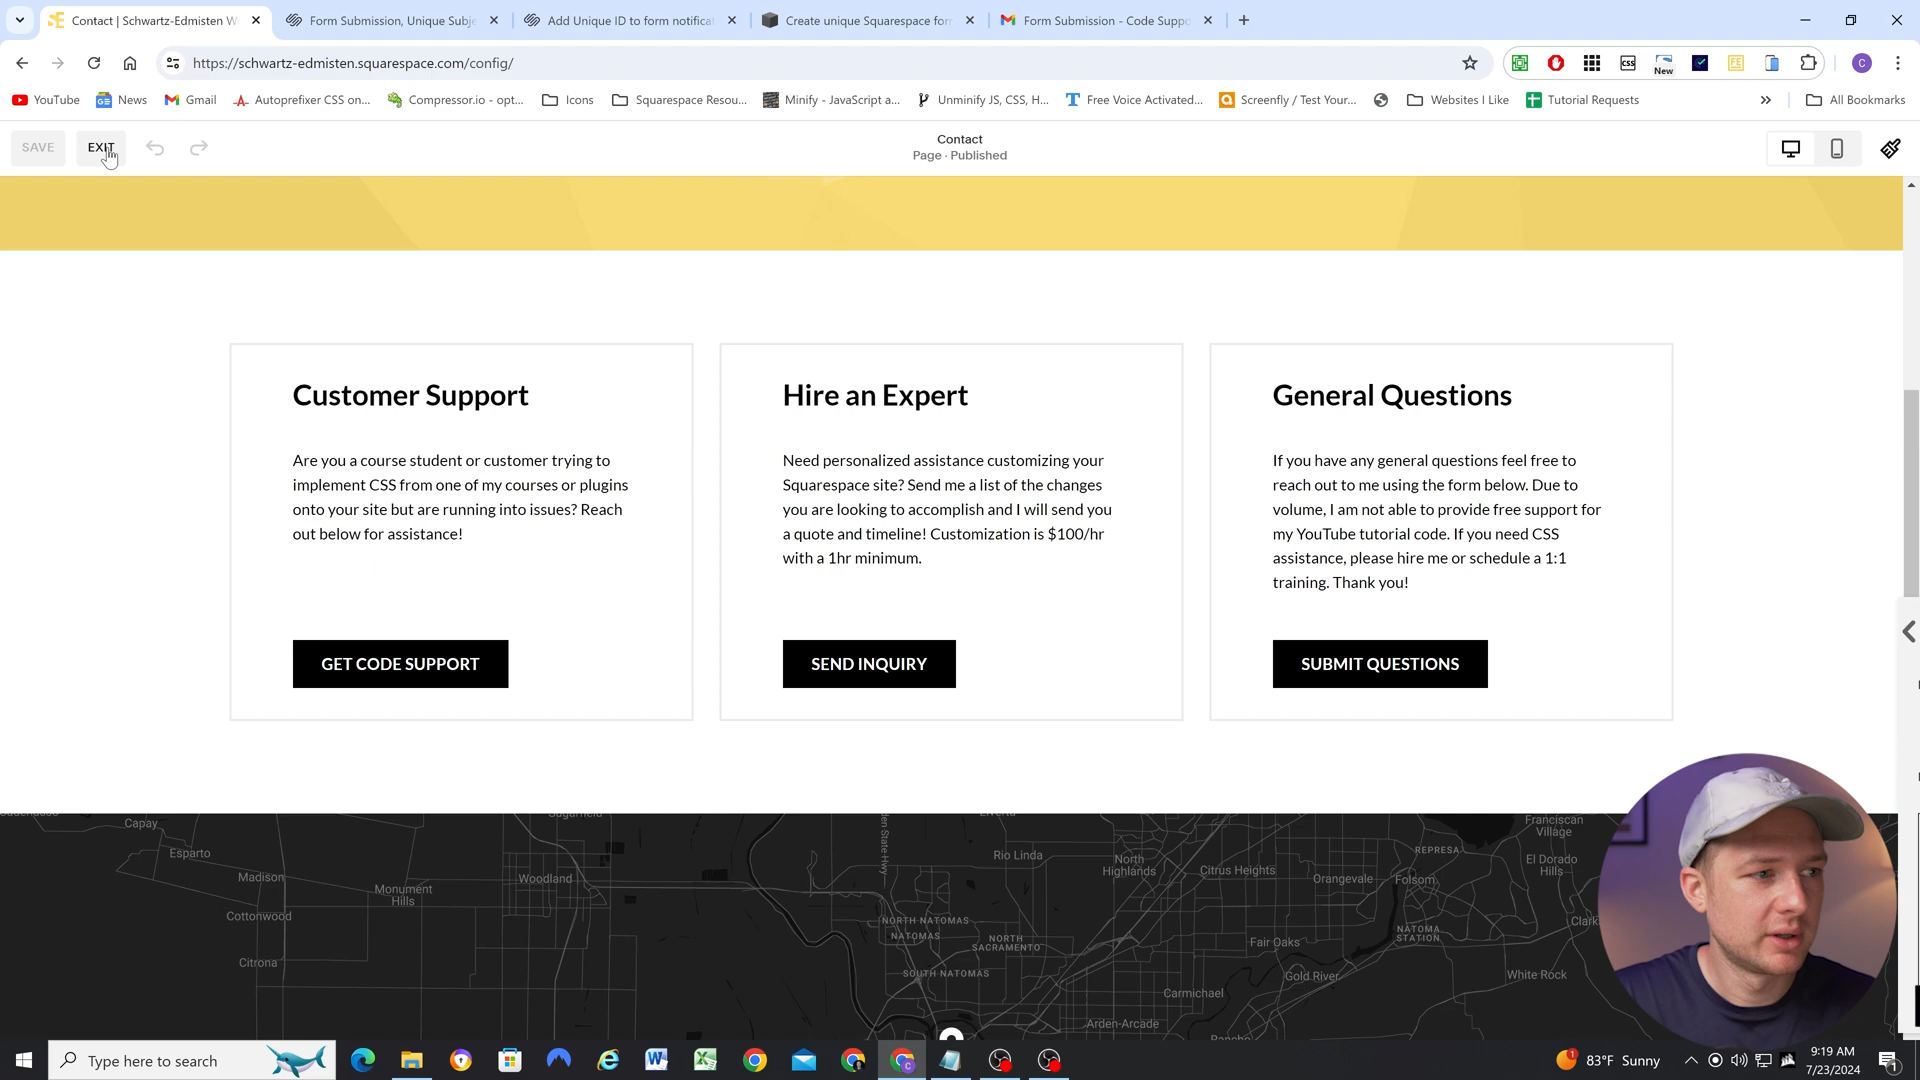 Contact | Schwartz-Edmisten W
Form Submission, Unique Subje
Add Unique ID to form notificat
Create unique Squarespace for
Form Submission - Code Suppo
https://schwartz-edmisten.squarespace.com/config/
New
YouTube
News
Gmail
Autoprefixer CSS on...
Compressor.io - opt...
Icons
Squarespace Resou...
Minify - JavaScript a...
Unminify JS, CSS, H...
Free Voice Activated...
Screenfly / Test Your...
Websites I Like
Tutorial Requests
All Bookmarks
SAVE
EXIT
Contact
Page · Published
Customer Support
Are you a course student or customer trying to
implement CSS from one of my courses or plugins
onto your site but are running into issues? Reach
out below for assistance!
GET CODE SUPPORT
Hire an Expert
Need personalized assistance customizing your
Squarespace site? Send me a list of the changes
you are looking to accomplish and I will send you
a quote and timeline! Customization is $100/hr
with a 1hr minimum.
SEND INQUIRY
General Questions
If you have any general questions feel free to
reach out to me using the form below. Due to
volume, I am not able to provide free support for
my YouTube tutorial code. If you need CSS
assistance, please hire me or schedule a 1:1
training. Thank you!
SUBMIT QUESTIONS
Capay
Esparto
Madison
Monument
Hills
Cottonwood
Citrona
Woodland
Rio Linda
North
Highlands
Citrus Heights
Orangevale
Folsom
REPRESA
Franciscan
Village
El Dorado
Hills
NORTH NATOMAS
NATOMAS
NORTH
SACRAMENTO
SOUTH NATOMAS
Fair Oaks
Gold River
NATOMA
STATION
White Rock
Carmichael
Arden-Arcade
Type here to search
83°F Sunny
9:19 AM
7/23/2024